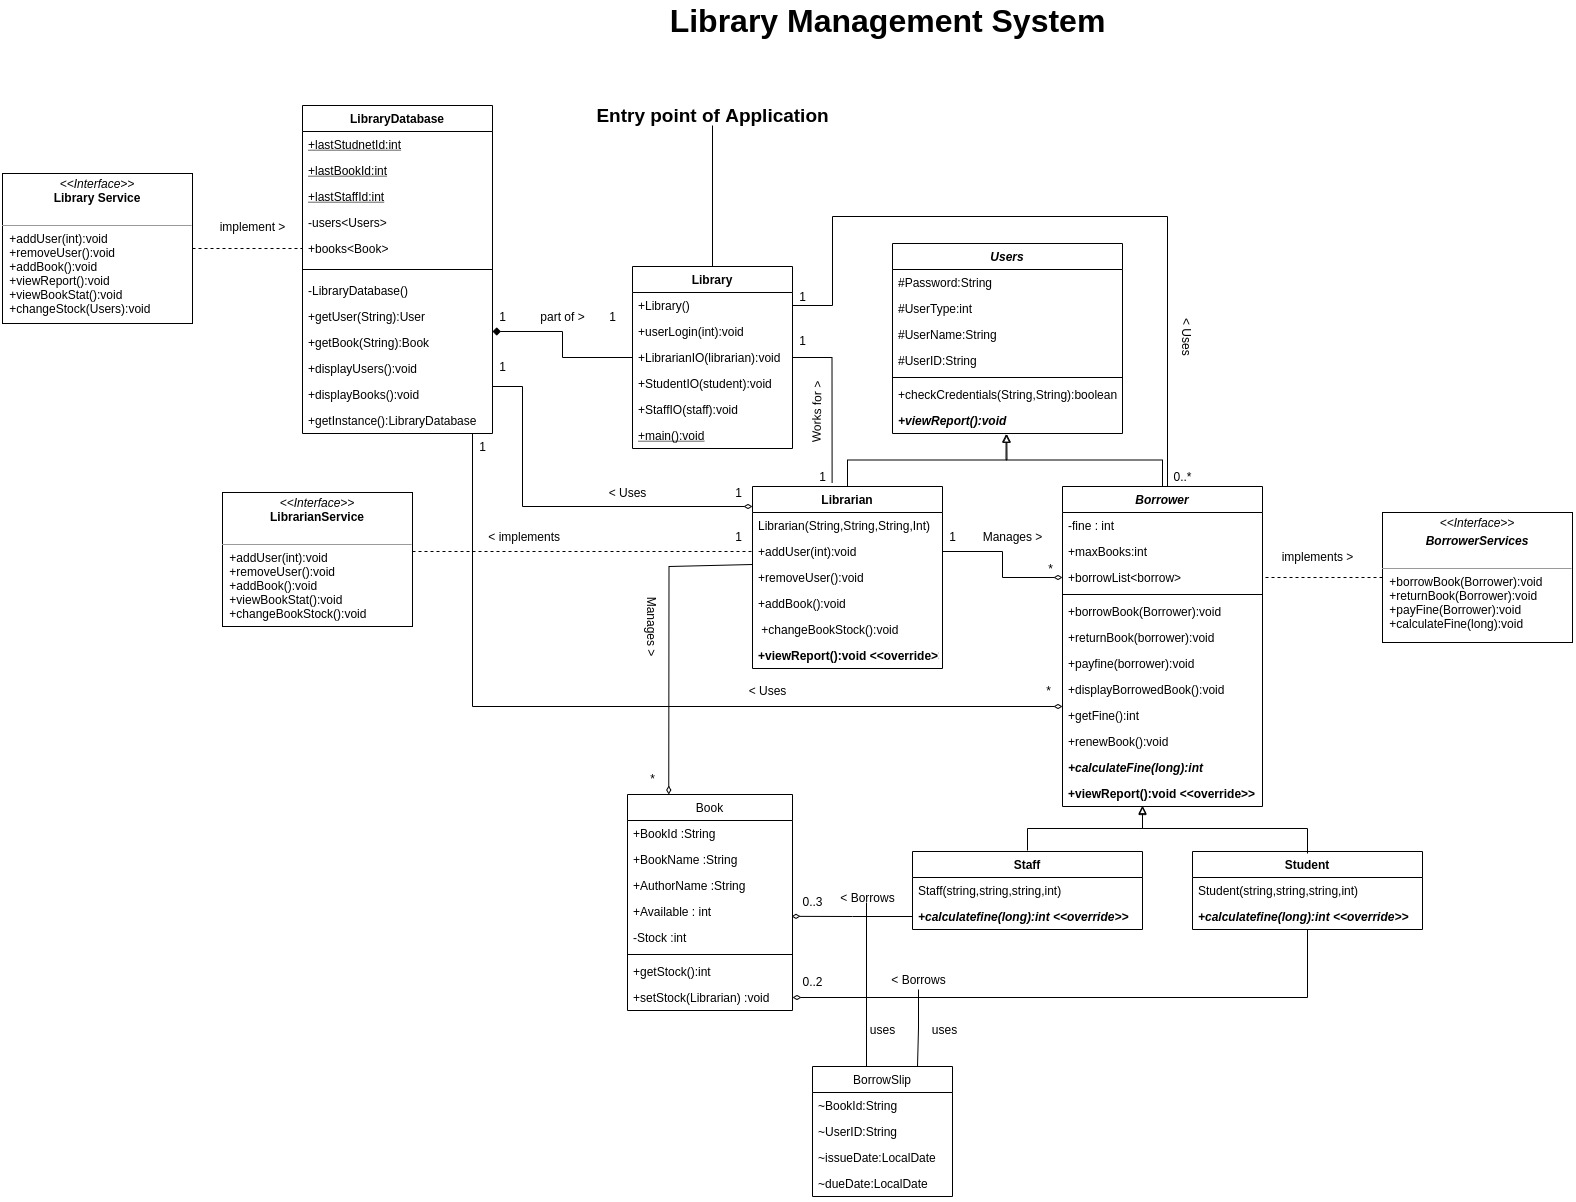 Library Management System
Entry point of Application
<<Interface>>
Library Service
+addUser(int):void
+removeUser():void
+addBook():void
+viewReport():void
+viewBookStat():void
+changeStock(Users):void
implement >
LibraryDatabase
+lastStudnetId:int
+lastBookId:int
+lastStaffId:int
-users<Users>
+books<Book>
-LibraryDatabase()
+getUser(String):User
+getBook(String):Book
+displayUsers():void
+displayBooks():void
+getInstance():LibraryDatabase
1
part of >
1
1
1
Library
+Library()
+userLogin(int):void
+LibrarianIO(librarian):void
+StudentIO(student):void
+StaffIO(staff):void
+main():void
1
1
Works for >
1
Users
#Password:String
#UserType:int
#UserName:String
#UserID:String
+checkCredentials(String,String):boolean
+viewReport():void
< Uses
0..*
<<Interface>>
LibrarianService
+addUser(int):void
+removeUser():void
+addBook():void
+viewBookStat():void
+changeBookStock():void
< Uses
1
< implements
1
Manages >
*
Librarian
Librarian(String,String,String,Int)
+addUser(int):void
+removeUser():void
+addBook():void
+changeBookStock():void
+viewReport():void <<override>
1
Manages >
*
< Uses
*
Borrower
-fine : int
+maxBooks:int
+borrowList<borrow>
+borrowBook(Borrower):void
+returnBook(borrower):void
+payfine(borrower):void
+displayBorrowedBook():void
+getFine():int
+renewBook():void
+calculateFine(long):int
+viewReport():void <<override>>
implements >
<<Interface>>
BorrowerServices
+borrowBook(Borrower):void
+returnBook(Borrower):void
+payFine(Borrower):void
+calculateFine(long):void
Book
+BookId :String
+BookName :String
+AuthorName :String
+Available : int
-Stock :int
+getStock():int
+setStock(Librarian) :void
0..3
< Borrows
0..2
< Borrows
Staff
Staff(string,string,string,int)
+calculatefine(long):int <<override>>
Student
Student(string,string,string,int)
+calculatefine(long):int <<override>>
uses
uses
BorrowSlip
~BookId:String
~UserID:String
~issueDate:LocalDate
~dueDate:LocalDate